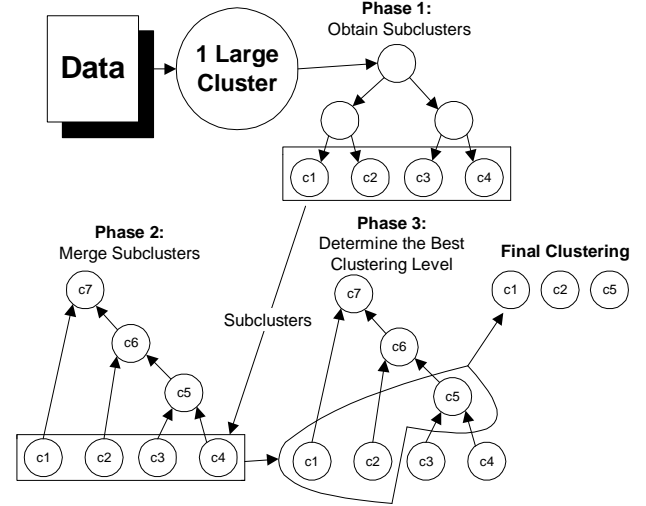 Phase 1:
Obtain Subclusters
Data
1 Large
Cluster
c1 c2 c3 c4
Phase 2:
Merge Subclusters
c7
c6
c5
c1 c2 c3 c4
Subclusters
Phase 3:
Determine the Best
Clustering Level
c7
c6
c5
c1 c2 c3 c4
Final Clustering
c1 c2 c5